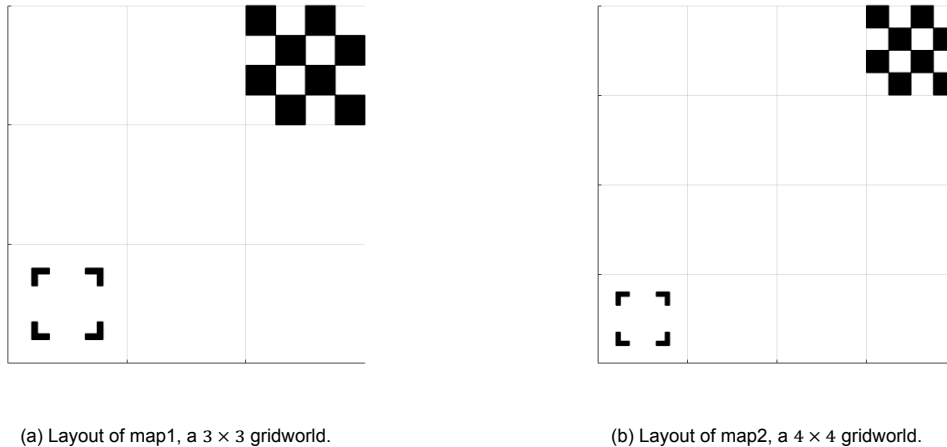 (a) Layout of map1, a 3 × 3 gridworld.
(b) Layout of map2, a 4 × 4 gridworld.